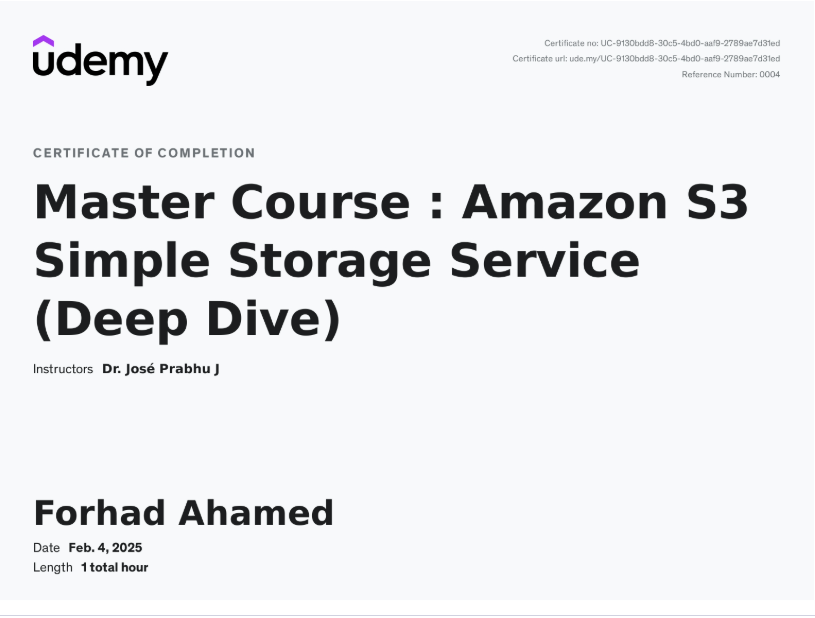 udemy
Certificate no: UC-9130bdd8-30c5-4bd0-aaf9-2789ae7d31ed
Certificate url: ude.my/UC-9130bdd8-30c5-4bd0-aaf9-2789ae7d31ed
Reference Number: 0004
CERTIFICATE OF COMPLETION
Master Course : Amazon S3
Simple Storage Service
(Deep Dive)
Instructors Dr. José Prabhu J
Forhad Ahamed
Date Feb. 4, 2025
Length 1 total hour